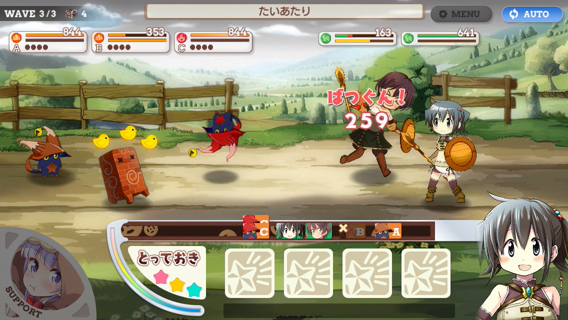 WAVE 3/3 4
たいあたり
MENU
AUTO
844
353
844
163
641
A
B
C
ばつぐん!
259
C
B
A
とっておき
SUPPORT